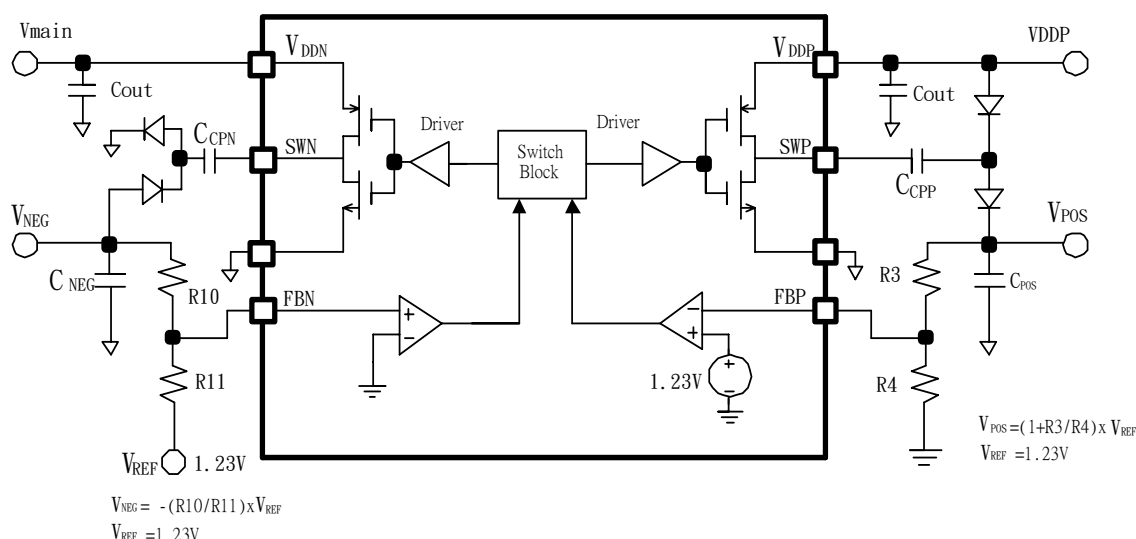 Vmain
VDDN
VDDP
VDDP
Cout
Cout
CCPN
Driver
Driver
SWN
Switch
Block
SWP
CCPP
VNEG
VPOS
CNEG
R10
R3
CPOS
FBN
FBP
+
−
−
+
R11
1.23V
+
−
R4
VREF 1.23V
VPOS=(1+R3/R4)xVREF
VREF =1.23V
VNEG= -(R10/R11)xVREF
VREF =1.23V